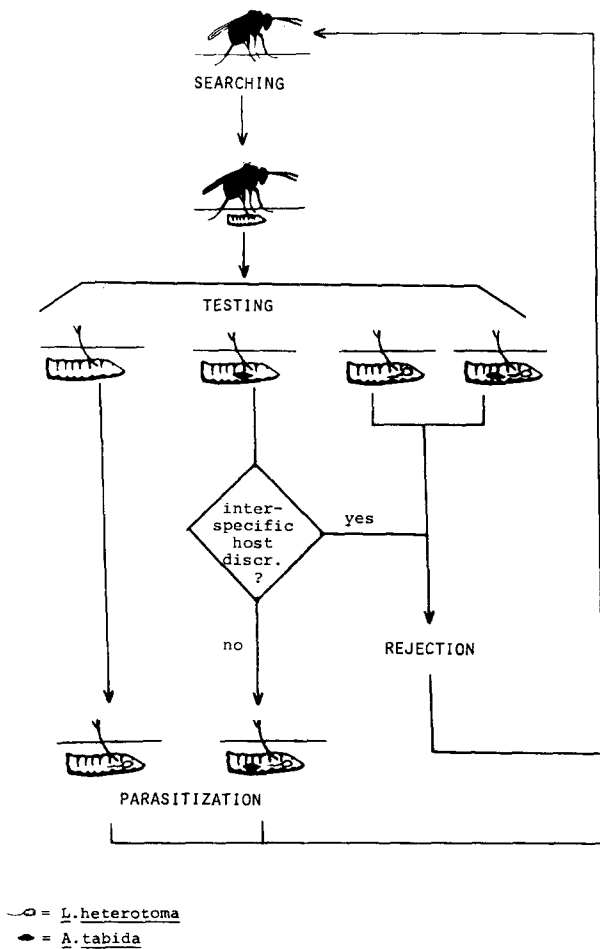 SEARCHING
TESTING
inter-
specific
host
discr.
?
yes
no
REJECTION
PARASITIZATION
= L.heterotoma
= A.tabida